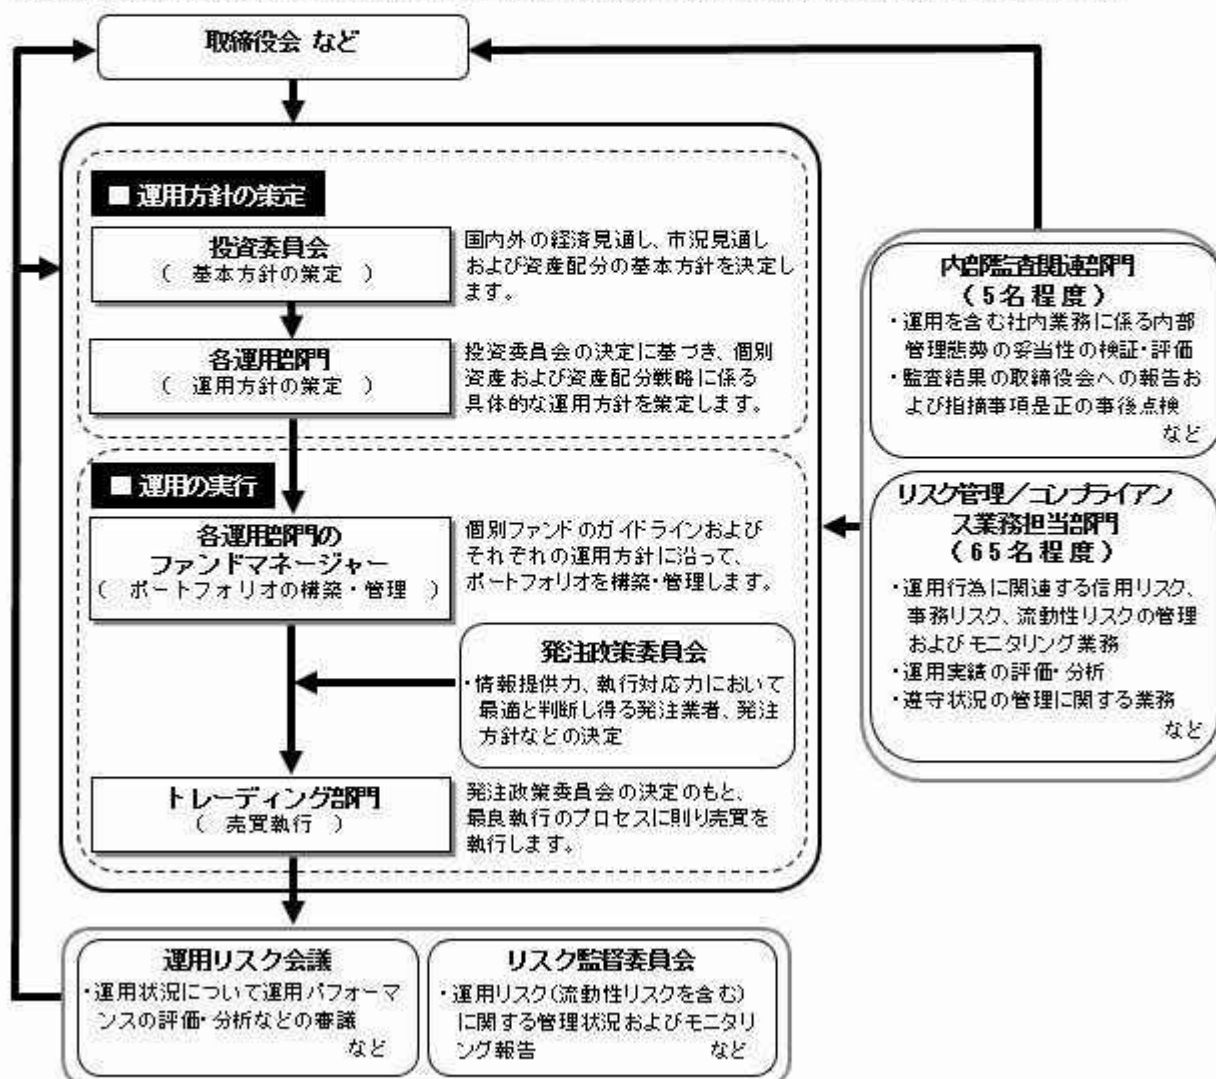 取締役会 など
■ 運用方針の策定
投資委員会
( 基本方針の策定 )
国内外の経済見通し、市況見通し
および資産配分の基本方針を決定し
ます。
各運用部門
( 運用方針の策定 )
投資委員会の決定に基づき、個別
資産および資産配分戦略に係る
具体的な運用方針を策定します。
■ 運用の実行
各運用部門の
ファンドマネージャー
( ポートフォリオの構築・管理 )
個別ファンドのガイドラインおよび
それぞれの運用方針に沿って、
ポートフォリオを構築・管理します。
発注政策委員会
・情報提供力、執行対応力において
最適と判断し得る発注業者、発注
方針などの決定
トレーディング部門
( 売買執行 )
発注政策委員会の決定のもと、
最良執行のプロセスに則り売買を
執行します。
運用リスク会議
・運用状況について運用パフォーマ
ンスの評価・分析などの審議
など
リスク監督委員会
・運用リスク(流動性リスクを含む)
に関する管理状況およびモニタリ
ング報告 など
内部監査関連部門
(5名程度)
・運用を含む社内業務に係る内部
管理態勢の妥当性の検証・評価
・監査結果の取締役会への報告お
よび指摘事項是正の事後点検
など
リスク管理/コンプライアン
ス業務担当部門
(65名程度)
・運用行為に関連する信用リスク、
事務リスク、流動性リスクの管理
およびモニタリング業務
・運用実績の評価・分析
・遵守状況の管理に関する業務
など